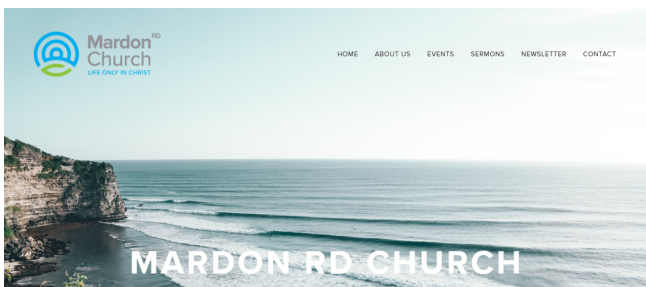 Mardon RD
Church
LIFE ONLY IN CHRIST
HOME ABOUT US EVENTS SERMONS NEWSLETTER CONTACT
MARDON RD CHURCH